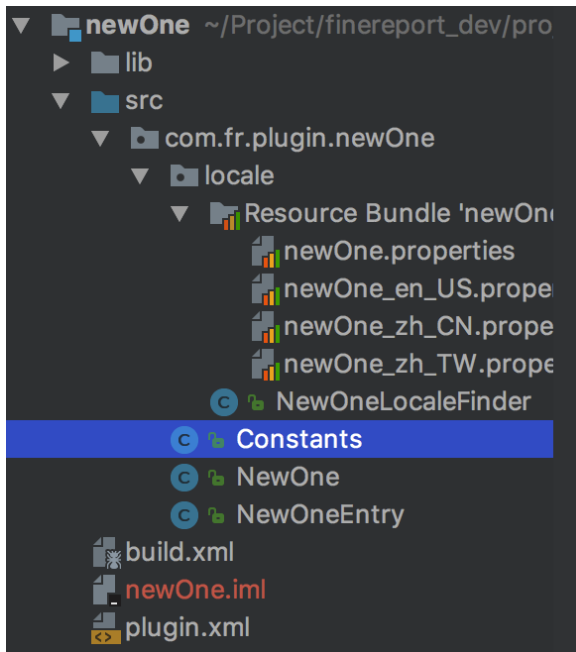 newOne ~/Project/finereport_dev/pro
lib
src
com.fr.plugin.newOne
locale
Resource Bundle 'newOn
newOne.properties
newOne_en_US.prope
newOne_zh_CN.prope
newOne_zh_TW.prope
C NewOneLocaleFinder
C Constants
C NewOne
C NewOneEntry
build.xml
newOne.iml
plugin.xml